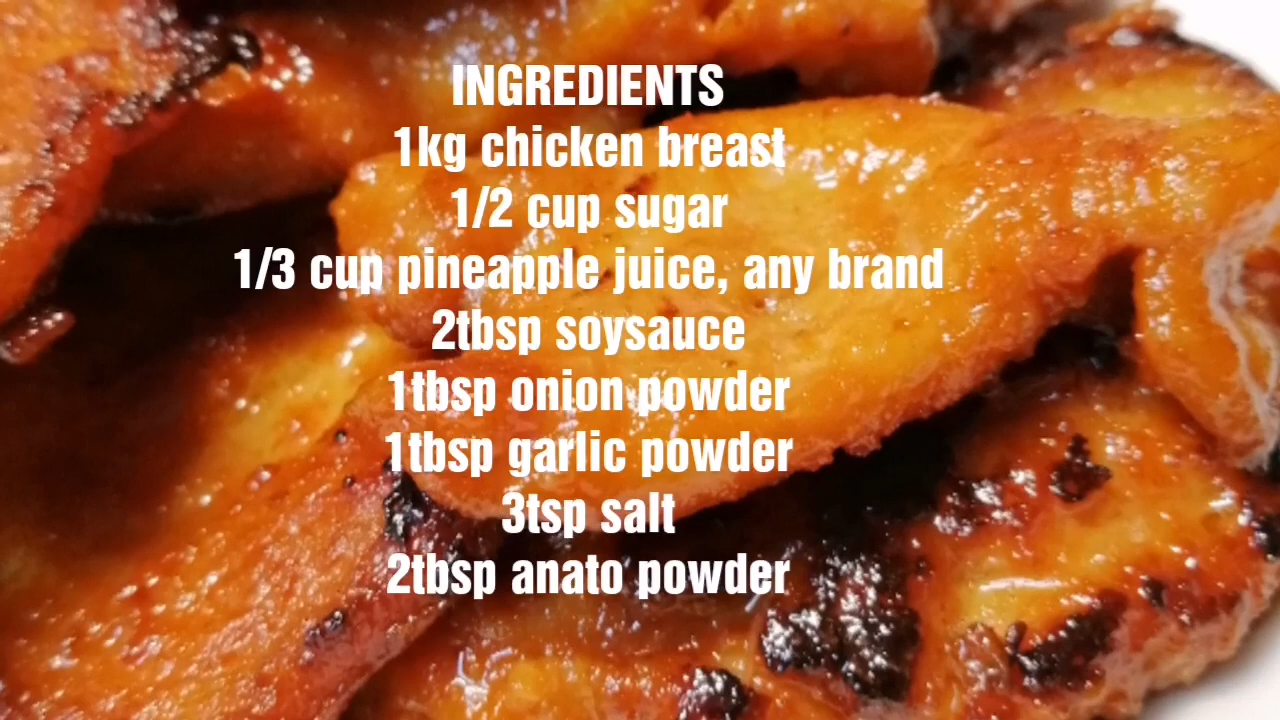 INGREDIENTS
1kg chicken breast
1/2 cup sugar
1/3 cup pineapple juice, any brand
2tbsp soysauce
1tbsp onion powder
1tbsp garlic powder
3tsp salt
2tbsp anato powder